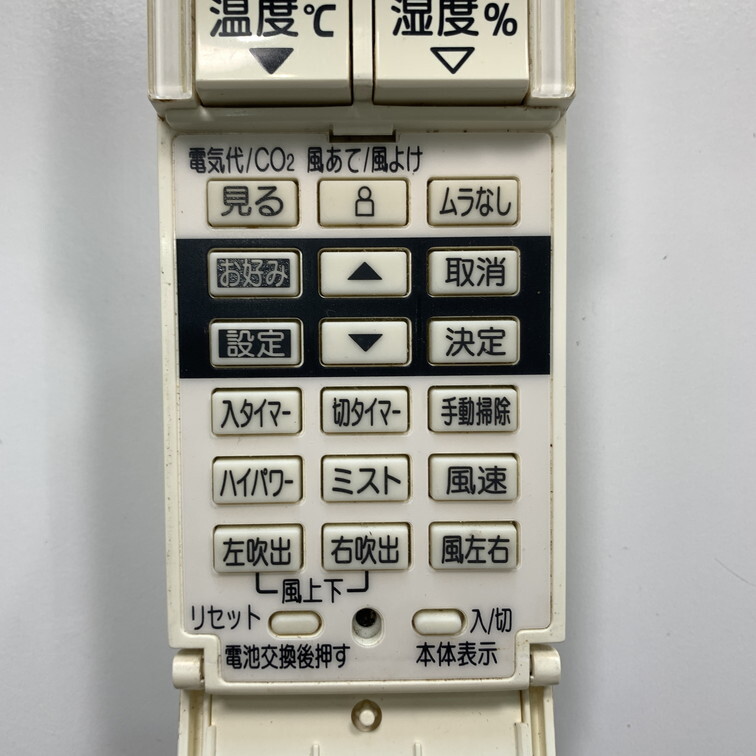 温度℃ 湿度%
▼ ▽
電気代/CO2 風あて/風よけ
見る ムラなし
お好み ▲ 取消
設定 ▼ 決定
入タイマー 切タイマー 手動掃除
ハイパワー ミスト 風速
左吹出 右吹出 風左右
風上下
リセット 入/切
電池交換後押す 本体表示